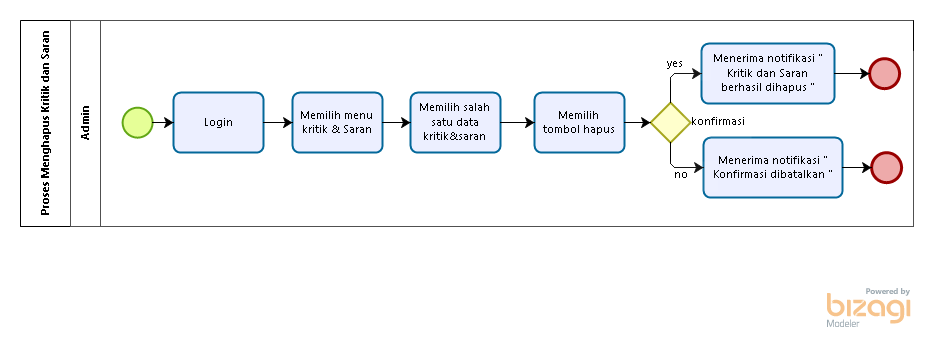 Proses Menghapus Kritik dan Saran
Admin
Login
Memilih menu
kritik & Saran
Memilih salah
satu data
kritik&saran
Memilih
tombol hapus
konfirmasi
yes
Menerima notifikasi "
Kritik dan Saran
berhasil dihapus "
no
Menerima notifikasi "
Konfirmasi dibatalkan "
Powered by
bizagi
Modeler